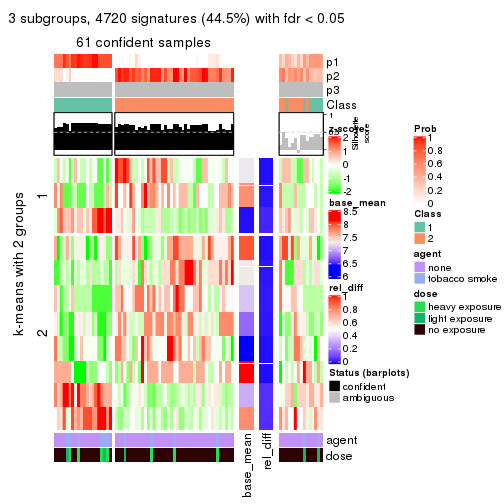 3 subgroups, 4720 signatures (44.5%) with fdr < 0.05
61 confident samples
p1
p2
p3
Class
1
0.5
0
Silhouette
score
k-means with 2 groups
1
2
agent
dose
base_mean
rel_diff
z-score
2
1
0
-1
-2
base_mean
8.5
8
7.5
7
6.5
6
rel_diff
1
0.8
0.6
0.4
0.2
0
Status (barplots)
confident
ambiguous
Prob
1
0.8
0.6
0.4
0.2
0
Class
1
2
agent
none
tobacco smoke
dose
heavy exposure
light exposure
no exposure